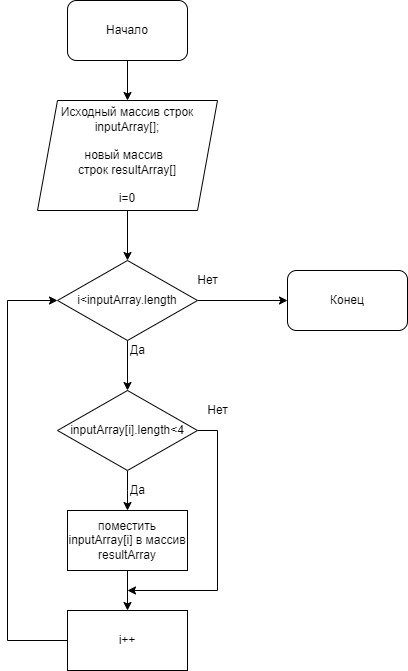 Начало
Исходный массив строк
inputArray[];
новый массив
строк resultArray[]
i=0
i<inputArray.length
Нет
Конец
Да
inputArray[i].length<4
Нет
Да
поместить
inputArray[i] в массив
resultArray
i++